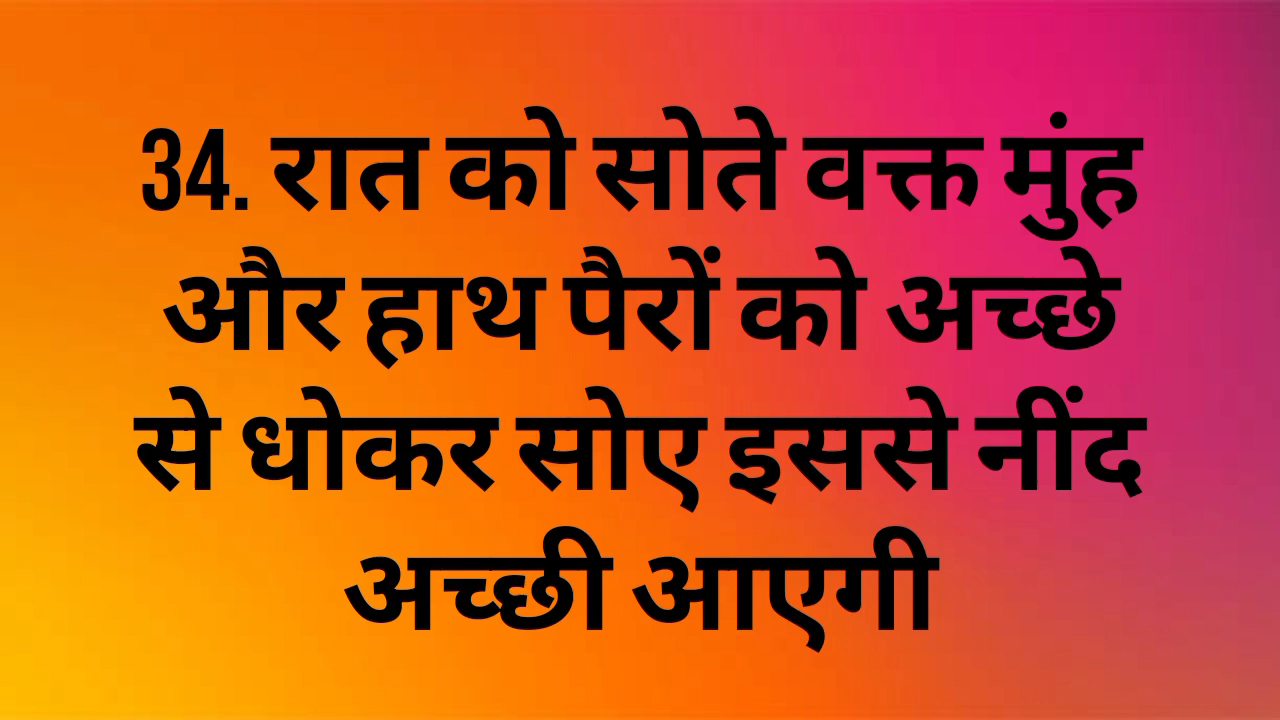 34. रात को सोते वक्त मुंह
और हाथ पैरों को अच्छे
से धोकर सोए इससे नींद
अच्छी आएगी